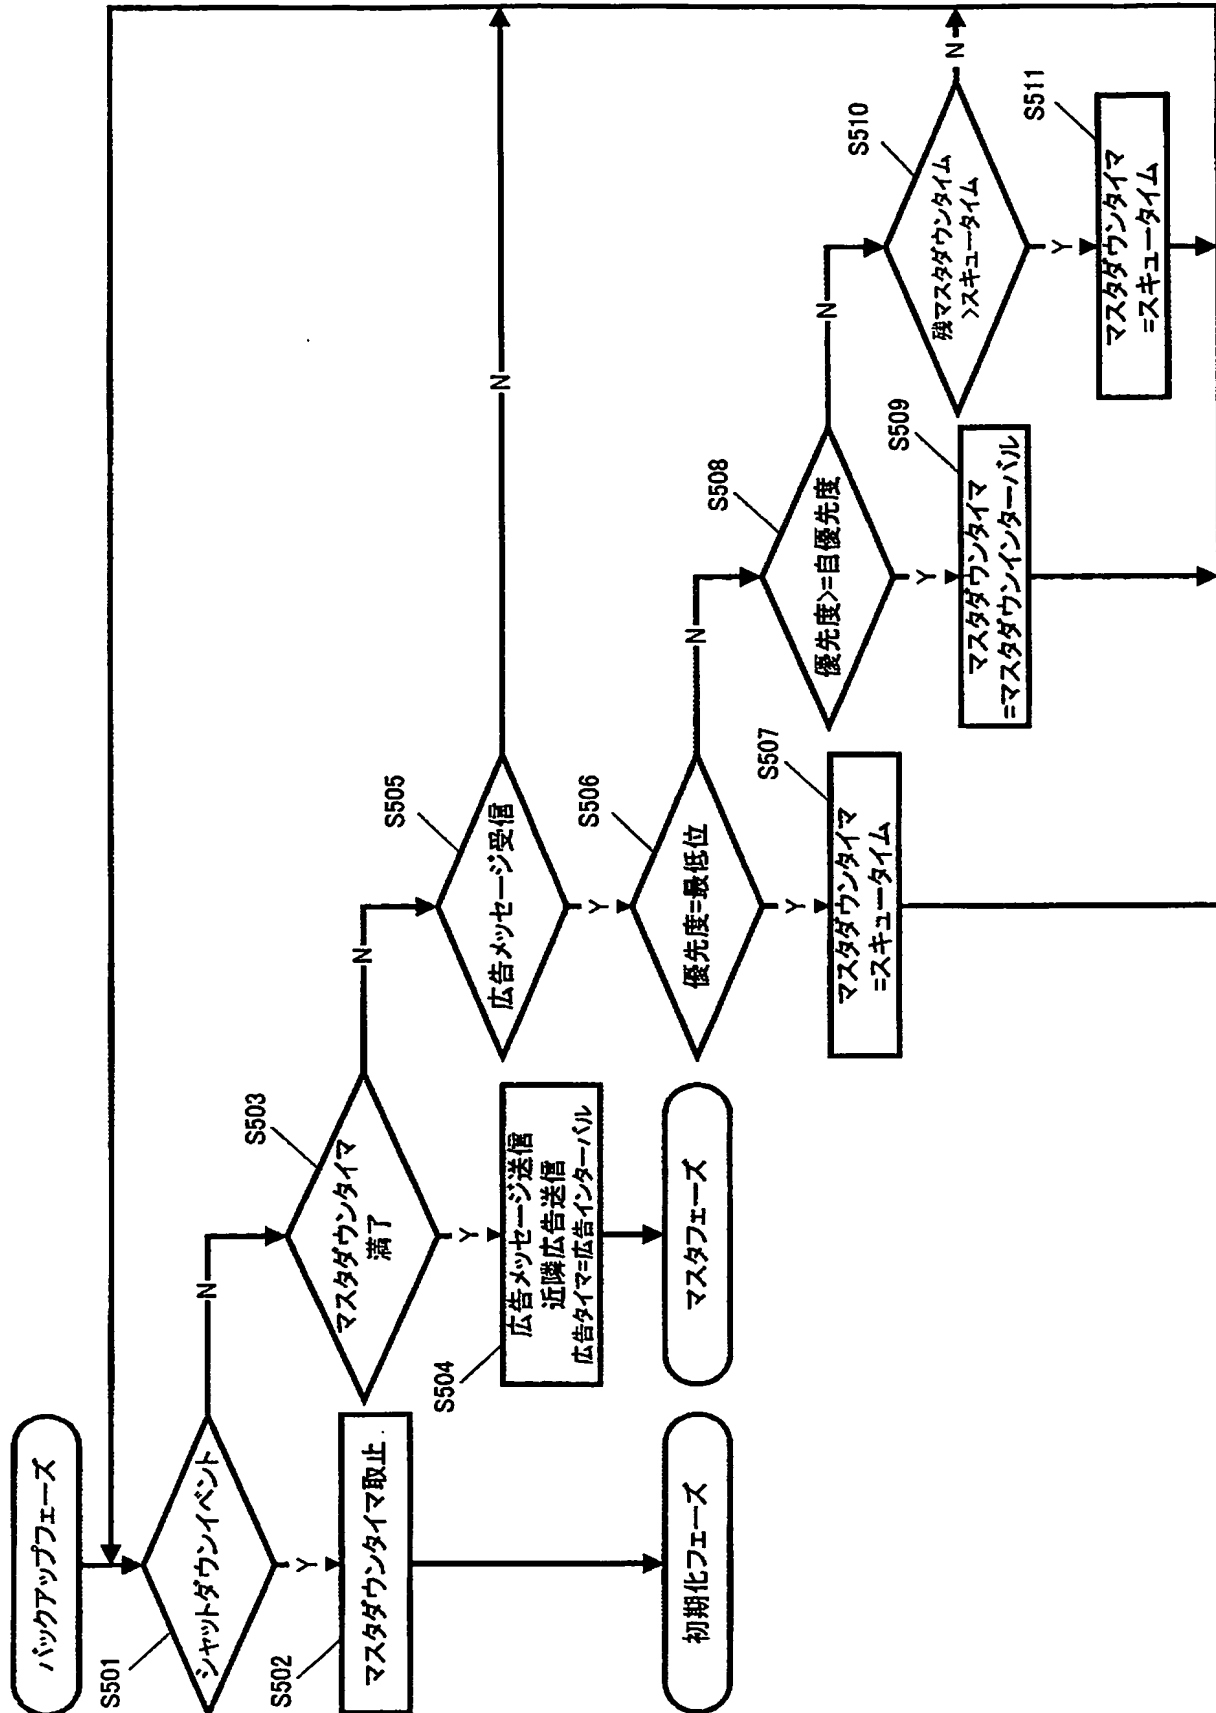 バックアップフェーズ
S501
シャットダウンイベント
N
Y
S502
マスタダウンタイマ取止
初期化フェーズ
S503
マスタダウンタイマ
満了
N
Y
S504
広告メッセージ送信
近隣広告送信
広告タイマ=広告インターバル
マスタフェーズ
S505
広告メッセージ受信
N
Y
S506
優先度=最低位
N
Y
S507
マスタダウンタイマ
=スキュータイム
S508
優先度>=自優先度
N
Y
S509
マスタダウンタイマ
=マスタダウンインターバル
S510
残マスタダウンタイム
>スキュータイム
N
Y
S511
マスタダウンタイマ
=スキュータイム